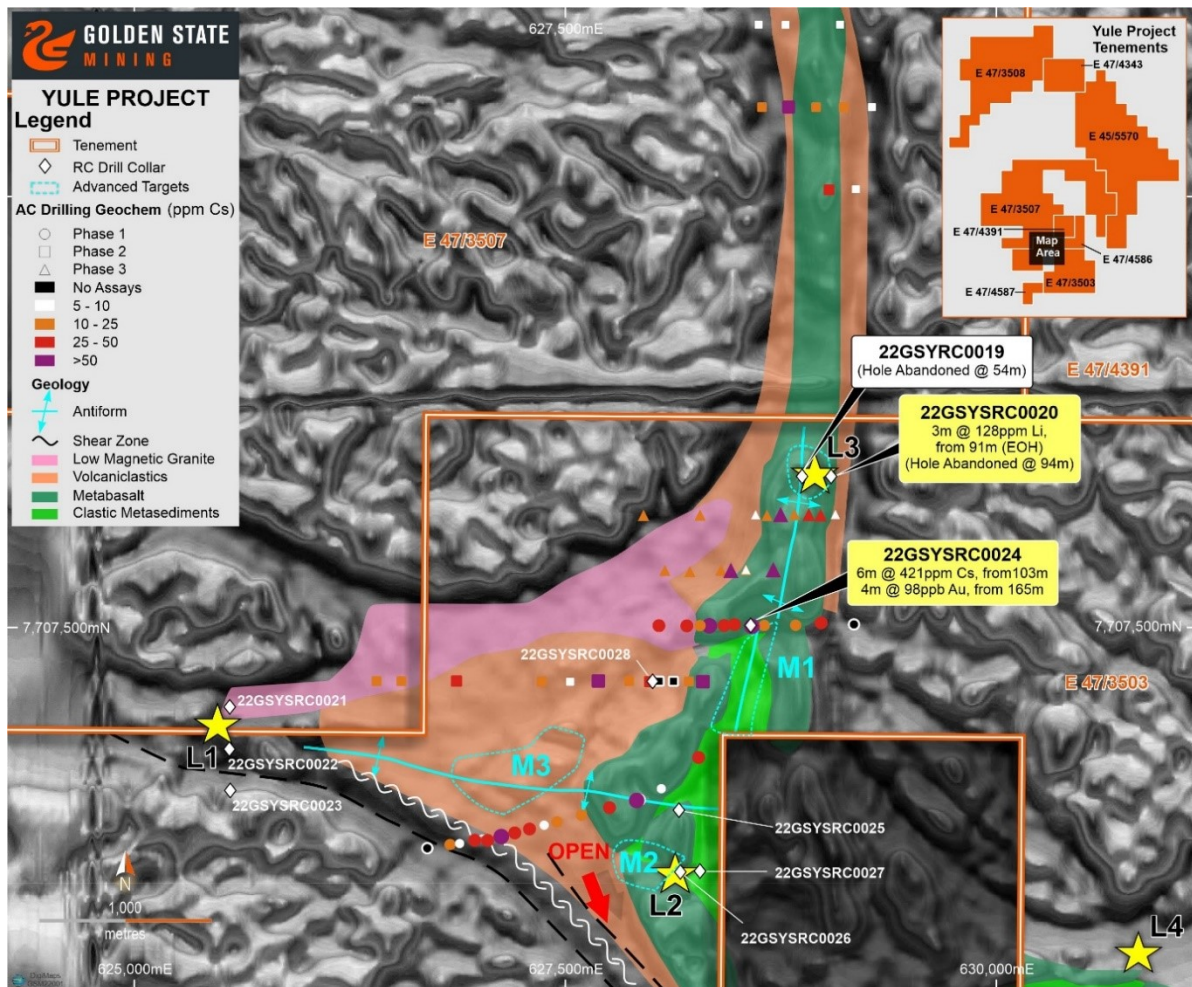 GOLDEN STATE
MINING
YULE PROJECT
Legend
Tenement
RC Drill Collar
Advanced Targets
AC Drilling Geochem (ppm Cs)
Phase 1
Phase 2
Phase 3
No Assays
5 - 10
10 - 25
25 - 50
>50
Geology
Antiform
Shear Zone
Low Magnetic Granite
Volcaniclastics
Metabasalt
Clastic Metasediments
627,500mE
Yule Project
Tenements
E 47/3508
E 47/4343
E 45/5570
E 47/3507
E 47/4391
Map
Area
E 47/4586
E 47/3503
E 47/4587
E 47/3507
22GSYRC0019
(Hole Abandoned @ 54m)
E 47/4391
22GSYSRC0020
3m @ 128ppm Li,
from 91m (EOH)
(Hole Abandoned @ 94m)
L3
22GSYSRC0024
6m @ 421ppm Cs, from103m
4m @ 98ppb Au, from 165m
7,707,500mN
7,707,500mN
22GSYSRC0028
M1
E 47/3503
22GSYSRC0021
L1
22GSYSRC0022
M3
22GSYSRC0023
22GSYSRC0025
OPEN
M2
22GSYSRC0027
L2
22GSYSRC0026
L4
N
1,000
metres
625,000mE
627,500mE
630,000mE